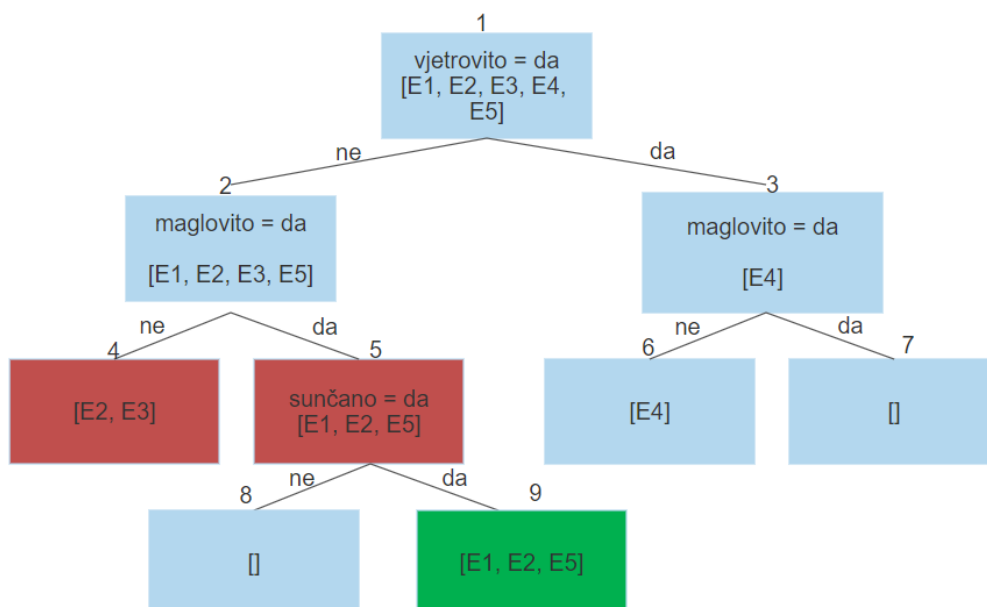 1
vjetrovito = da
[E1, E2, E3, E4,
E5]
ne
da
2
3
maglovito = da
[E1, E2, E3, E5]
maglovito = da
[E4]
ne
da
ne
da
4
5
6
7
[E2, E3]
sunčano = da
[E1, E2, E5]
[E4]
[]
ne
da
8
9
[]
[E1, E2, E5]